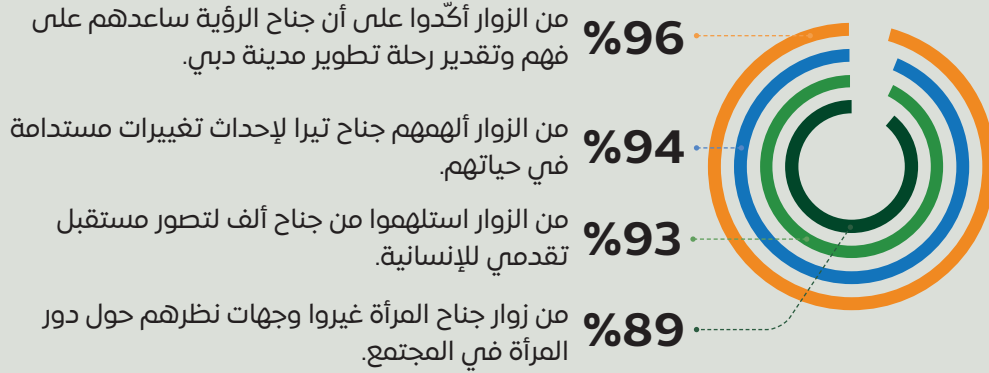 %96
من الزوار أكّدوا على أن جناح الرؤية ساعدهم على
فهم وتقدير رحلة تطوير مدينة دبي.
%94
من الزوار ألهمهم جناح تيرا لإحداث تغييرات مستدامة
في حياتهم.
%93
من الزوار استلهموا من جناح ألف لتصور مستقبل
تقدمي للإنسانية.
%89
من زوار جناح المرأة غيروا وجهات نظرهم حول دور
المرأة في المجتمع.